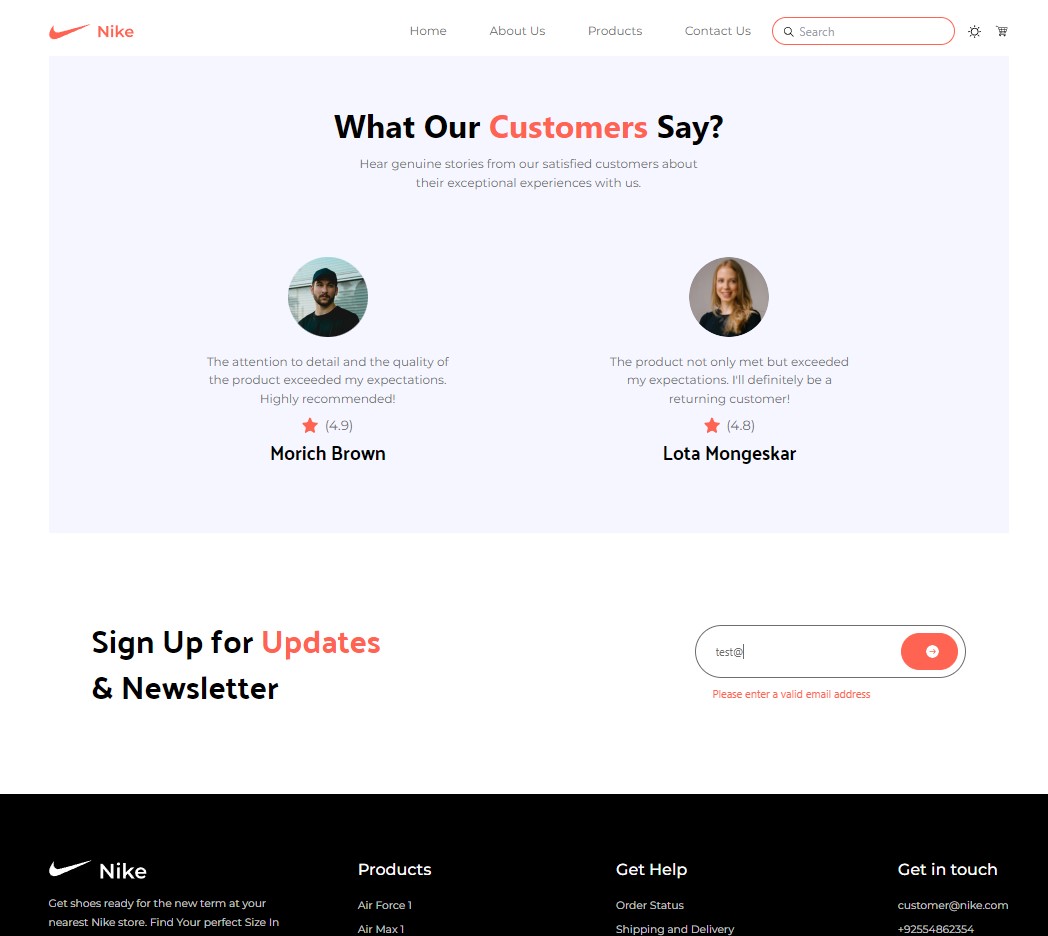 Nike
Home About Us Products Contact Us Search
What Our Customers Say?
Hear genuine stories from our satisfied customers about
their exceptional experiences with us.
The attention to detail and the quality of
the product exceeded my expectations.
Highly recommended!
(4.9)
Morich Brown
The product not only met but exceeded
my expectations. I'll definitely be a
returning customer!
(4.8)
Lota Mongeskar
Sign Up for Updates
& Newsletter
test@
Please enter a valid email address
Nike
Get shoes ready for the new term at your
nearest Nike store. Find Your perfect Size In
Products
Air Force 1
Air Max 1
Get Help
Order Status
Shipping and Delivery
Get in touch
customer@nike.com
+92554862354